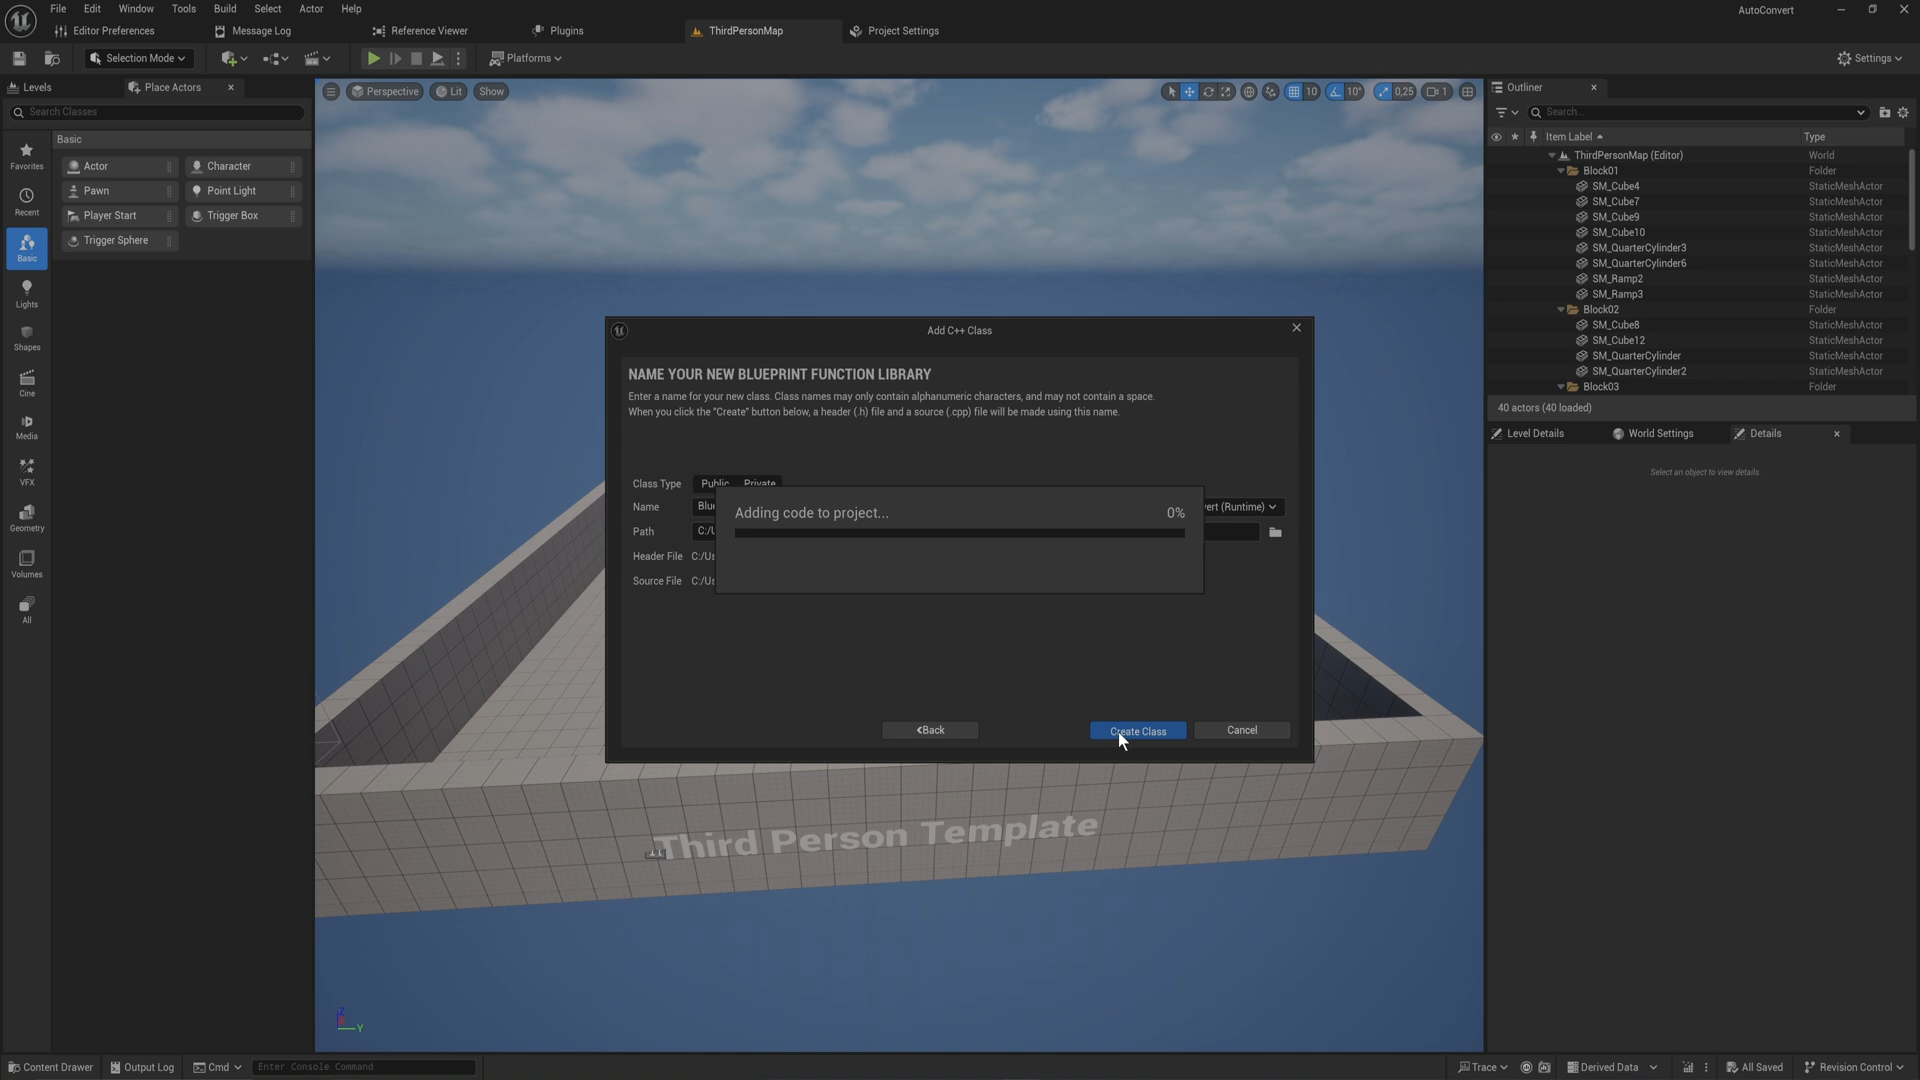 File Edit Window Tools Build Select Actor Help
AutoConvert
Editor Preferences Message Log Reference Viewer Plugins ThirdPersonMap Project Settings
Selection Mode Platforms Settings
Levels Place Actors
Search Classes
Basic
Favorites
Recent
Basic
Lights
Shapes
Cine
Media
VFX
Geometry
Volumes
All
Actor Character
Pawn Point Light
Player Start Trigger Box
Trigger Sphere
Perspective Lit Show
10 10° 0,25 1
Outliner
Search...
Item Label Type
ThirdPersonMap (Editor) World
Block01 Folder
SM_Cube4 StaticMeshActor
SM_Cube7 StaticMeshActor
SM_Cube9 StaticMeshActor
SM_Cube10 StaticMeshActor
SM_QuarterCylinder3 StaticMeshActor
SM_QuarterCylinder6 StaticMeshActor
SM_Ramp2 StaticMeshActor
SM_Ramp3 StaticMeshActor
Block02 Folder
SM_Cube8 StaticMeshActor
SM_Cube12 StaticMeshActor
SM_QuarterCylinder StaticMeshActor
SM_QuarterCylinder2 StaticMeshActor
Block03 Folder
40 actors (40 loaded)
Level Details World Settings Details
Select an object to view details.
Add C++ Class
NAME YOUR NEW BLUEPRINT FUNCTION LIBRARY
Enter a name for your new class. Class names may only contain alphanumeric characters, and may not contain a space.
When you click the "Create" button below, a header (.h) file and a source (.cpp) file will be made using this name.
Class Type Public Private
Name Blue vert (Runtime)
Path C:/U
Header File C:/Us
Source File C:/Us
Adding code to project... 0%
Back Create Class Cancel
Third Person Template
Z
Y
Content Drawer Output Log Cmd Enter Console Command
Trace Derived Data All Saved Revision Control